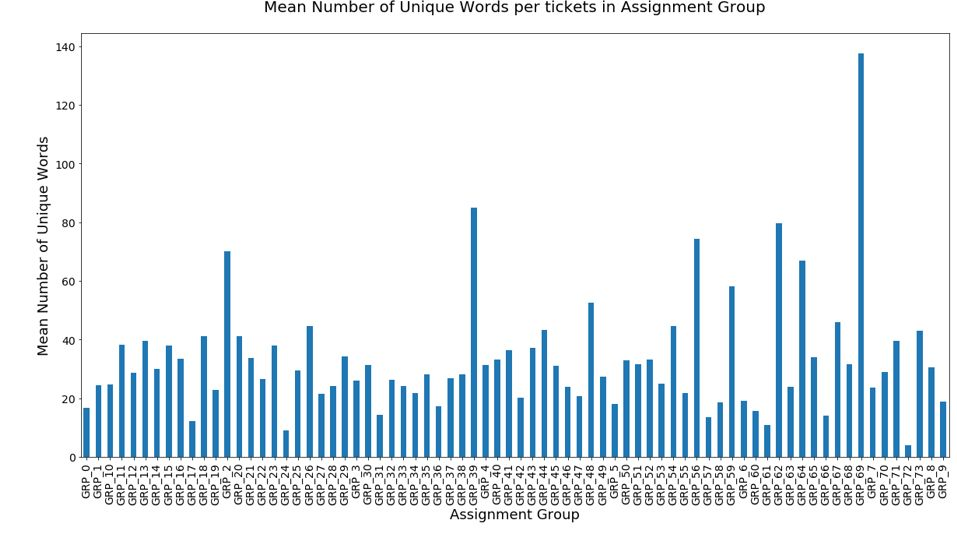 Mean Number of Unique Words per tickets in Assignment Group
Mean Number of Unique Words
140
120
100
80
60
40
20
0
GRP_0
GRP_1
GRP_10
GRP_11
GRP_12
GRP_13
GRP_14
GRP_15
GRP_16
GRP_17
GRP_18
GRP_19
GRP_2
GRP_20
GRP_21
GRP_22
GRP_23
GRP_24
GRP_25
GRP_26
GRP_27
GRP_28
GRP_29
GRP_3
GRP_30
GRP_31
GRP_32
GRP_33
GRP_34
GRP_35
GRP_36
GRP_37
GRP_38
GRP_39
GRP_4
GRP_40
GRP_41
GRP_42
GRP_43
GRP_44
GRP_45
GRP_46
GRP_47
GRP_48
GRP_49
GRP_5
GRP_50
GRP_51
GRP_52
GRP_53
GRP_54
GRP_55
GRP_56
GRP_57
GRP_58
GRP_59
GRP_6
GRP_60
GRP_61
GRP_62
GRP_63
GRP_64
GRP_65
GRP_66
GRP_67
GRP_68
GRP_69
GRP_7
GRP_70
GRP_71
GRP_72
GRP_73
GRP_8
GRP_9
Assignment Group